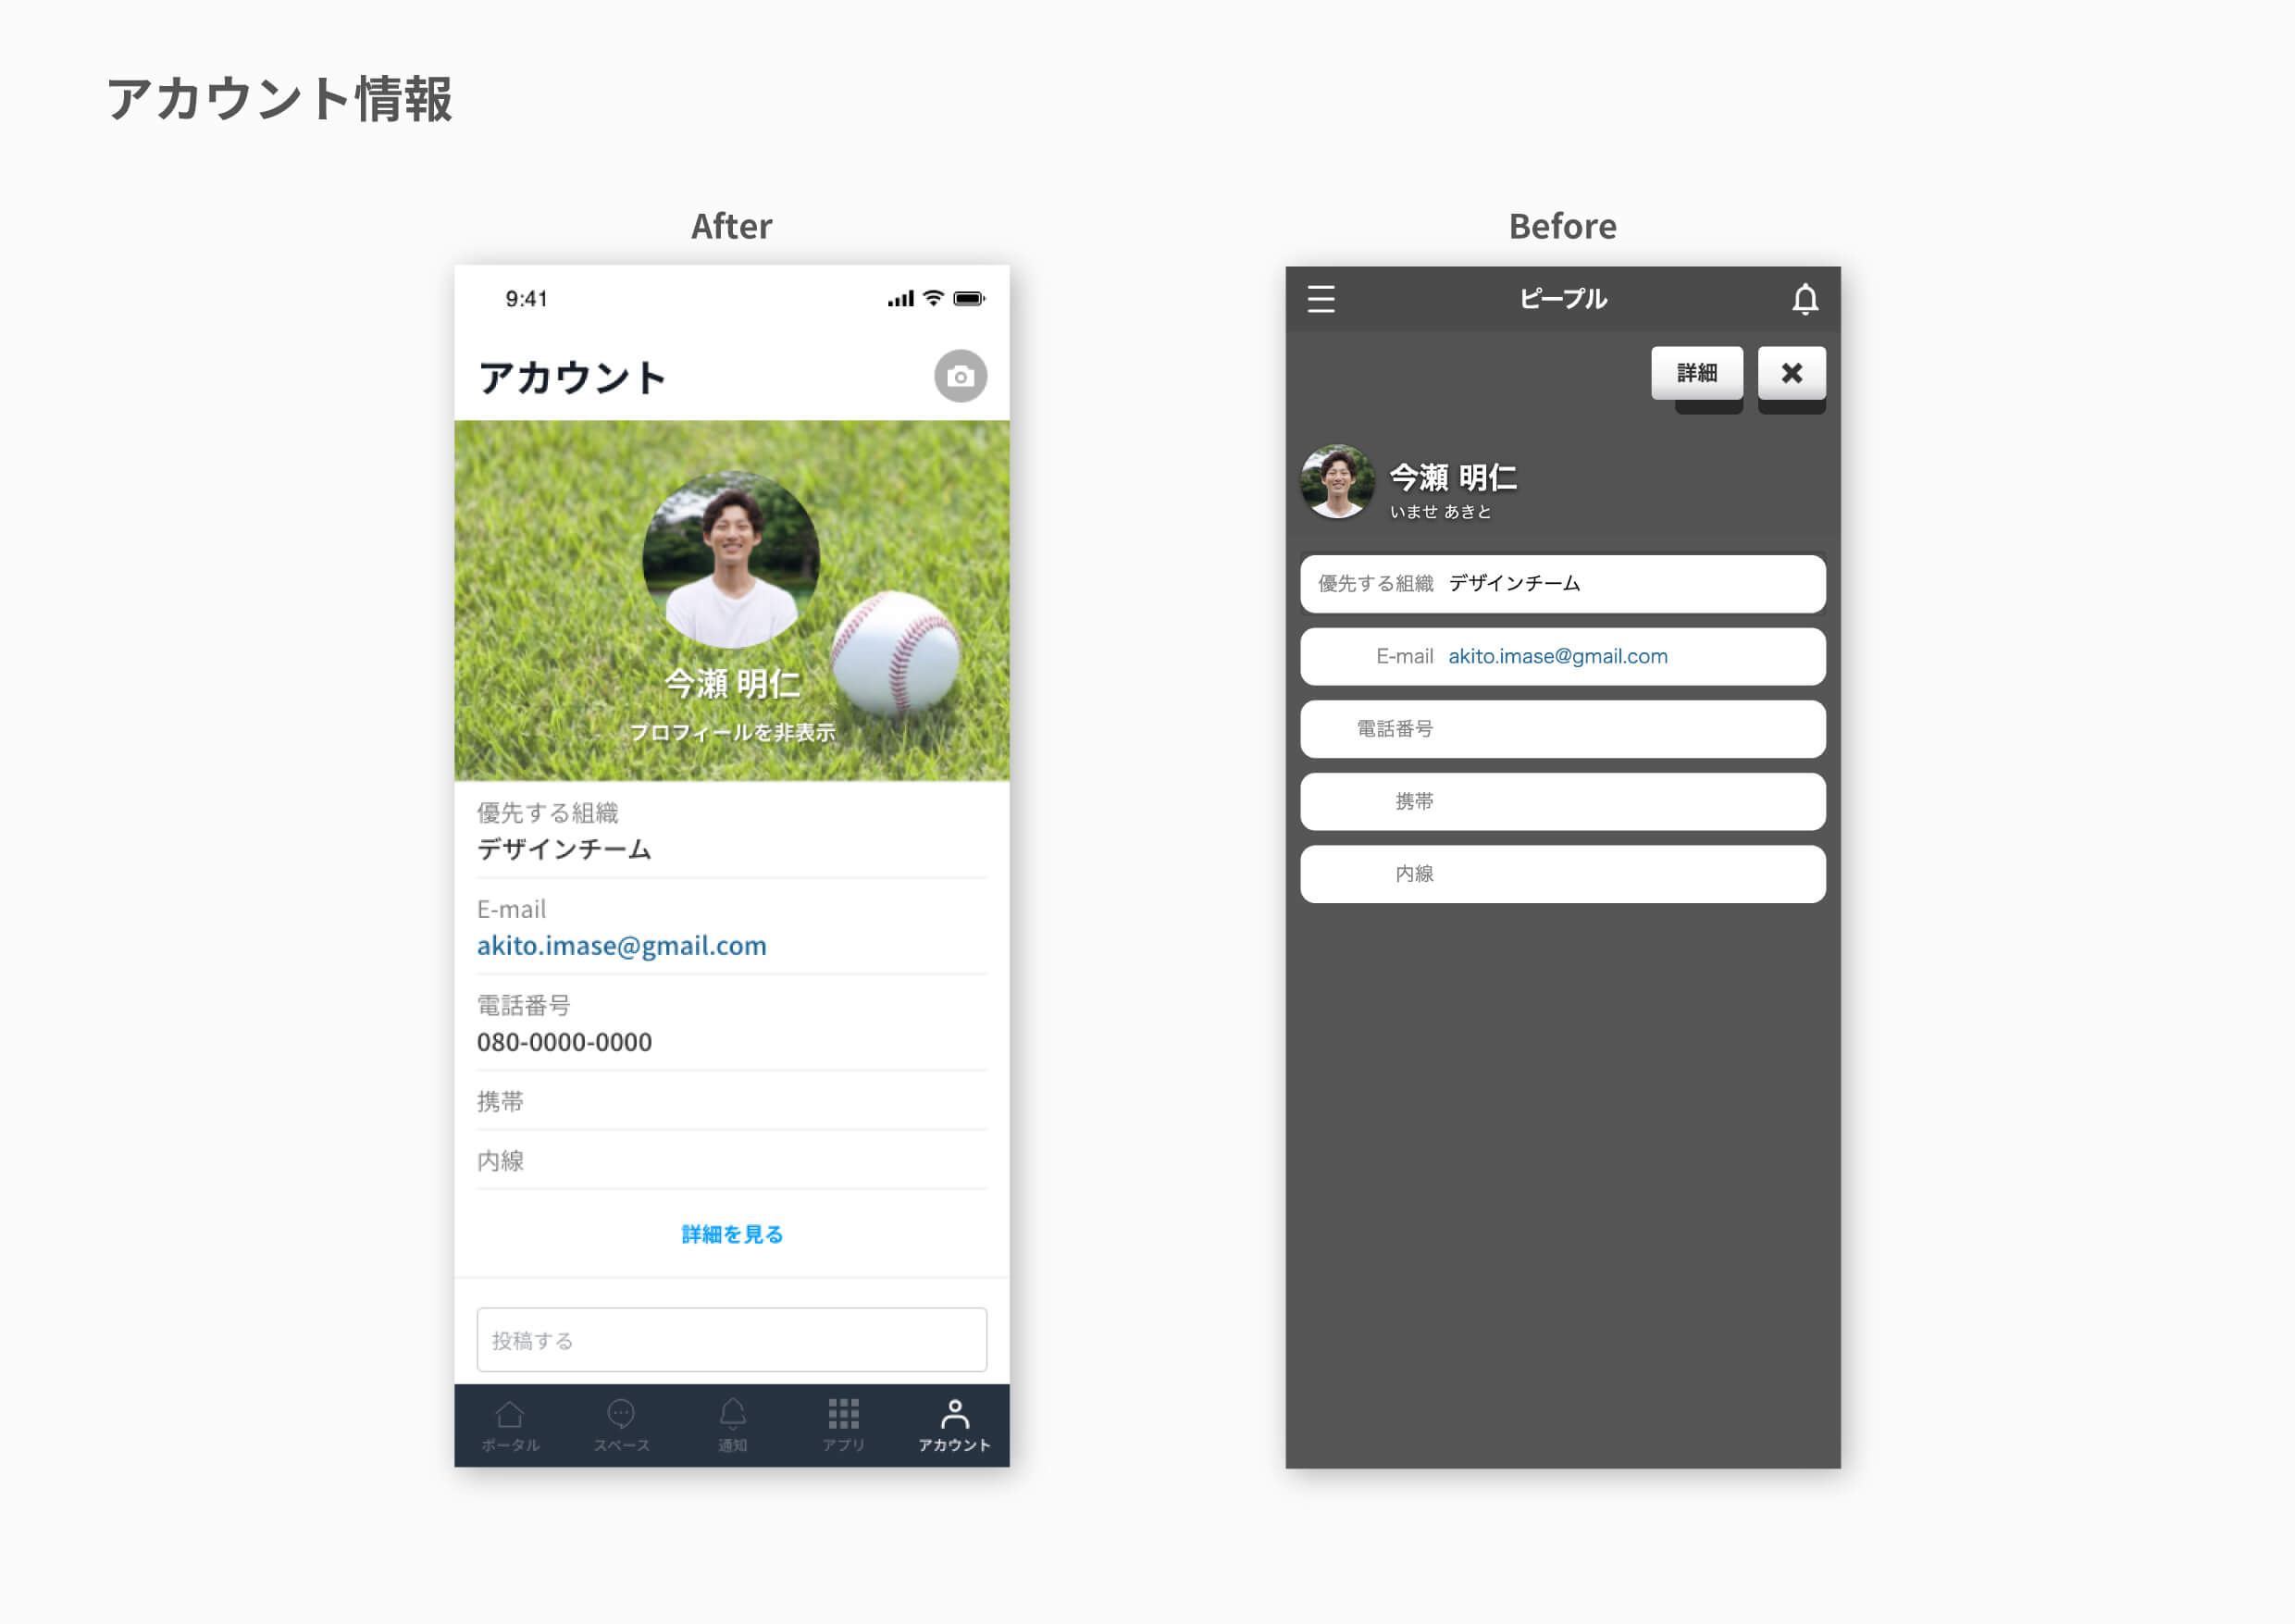 アカウント情報
After
9:41
アカウント
今瀬 明仁
プロフィールを非表示
優先する組織
デザインチーム
E-mail
akito.imase@gmail.com
電話番号
080-0000-0000
携帯
内線
詳細を見る
投稿する
ポータル
スペース
通知
アプリ
アカウント
Before
ピープル
詳細
今瀬 明仁
いませ あきと
優先する組織 デザインチーム
E-mail akito.imase@gmail.com
電話番号
携帯
内線